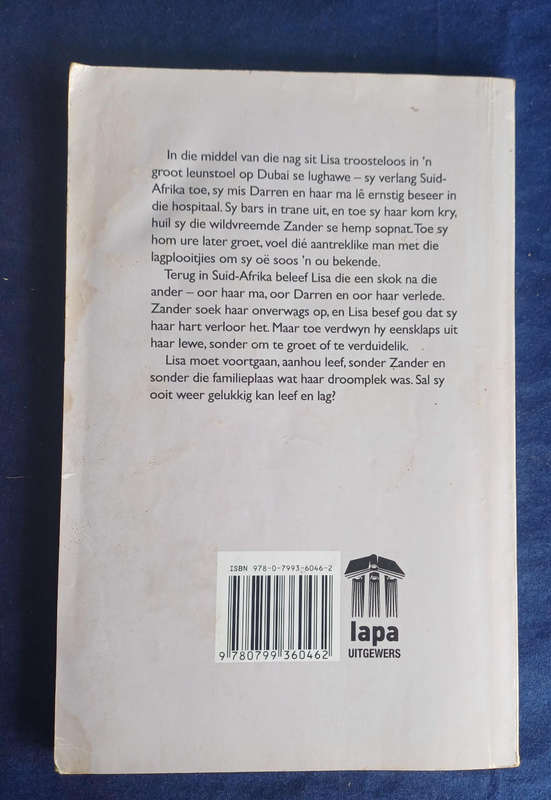 In die middel van die nag sit Lisa troosteloos in 'n
groot leunstoel op Dubai se lughawe – sy verlang Suid-
Afrika toe, sy mis Darren en haar ma lê ernstig beseer in
die hospitaal. Sy bars in trane uit, en toe sy haar kom kry,
huil sy die wildvreemde Zander se hemp sopnat. Toe sy
hom ure later groet, voel dié aantreklike man met die
lagplooitjies om sy oë soos 'n ou bekende.
Terug in Suid-Afrika beleef Lisa die een skok na die
ander – oor haar ma, oor Darren en oor haar verlede.
Zander soek haar onverwags op, en Lisa besef gou dat sy
haar hart verloor het. Maar toe verdwyn hy eensklaps uit
haar lewe, sonder om te groet of te verduidelik.
Lisa moet voortgaan, aanhou leef, sonder Zander en
sonder die familieplaas wat haar droomplek was. Sal sy
ooit weer gelukkig kan leef en lag?
ISBN 978-0-7993-6046-2
9 780799 360462
lapa
UITGEWERS